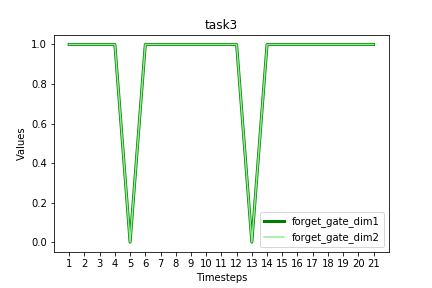 task3
1.0
0.8
0.6
0.4
0.2
0.0
Values
forget_gate_dim1
forget_gate_dim2
1 2 3 4 5 6 7 8 9 10 11 12 13 14 15 16 17 18 19 20 21
Timesteps